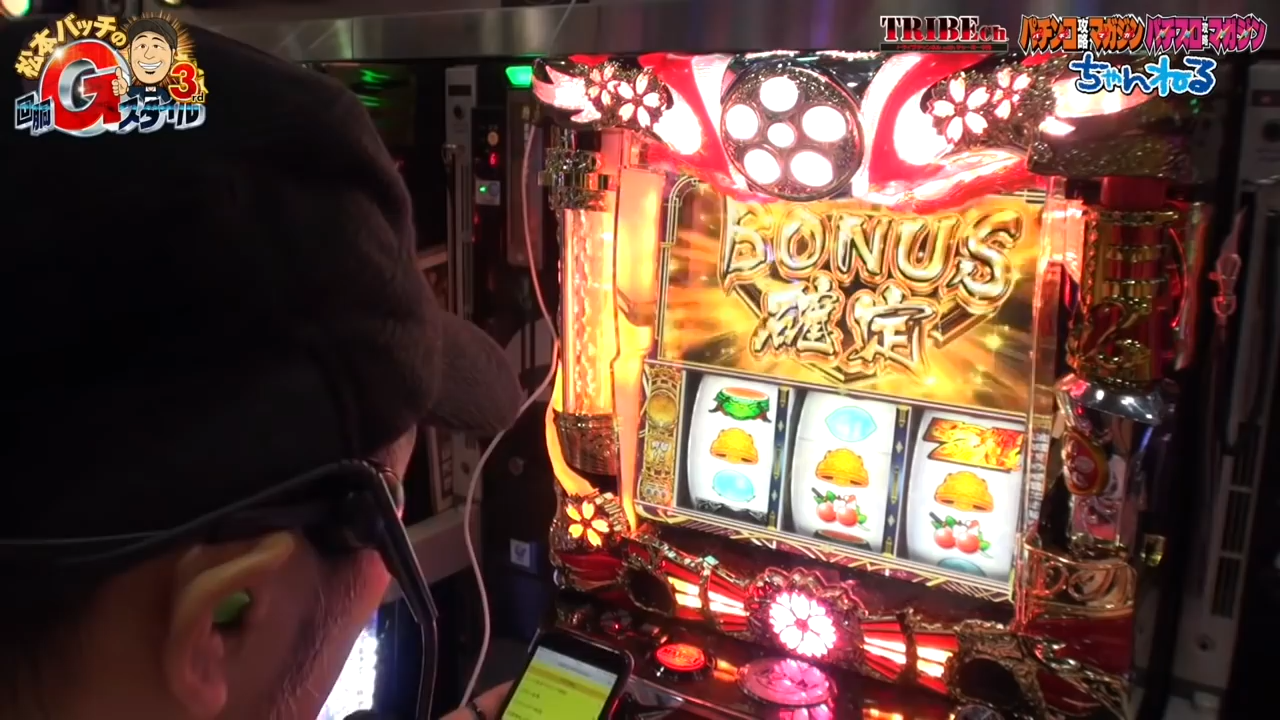 松本バッチの
回胴Gスタイル
3rd
TRIBEch
パチンコ攻略マガジン パチスロ攻略マガジン
ちゃんねる
BONUS
確定